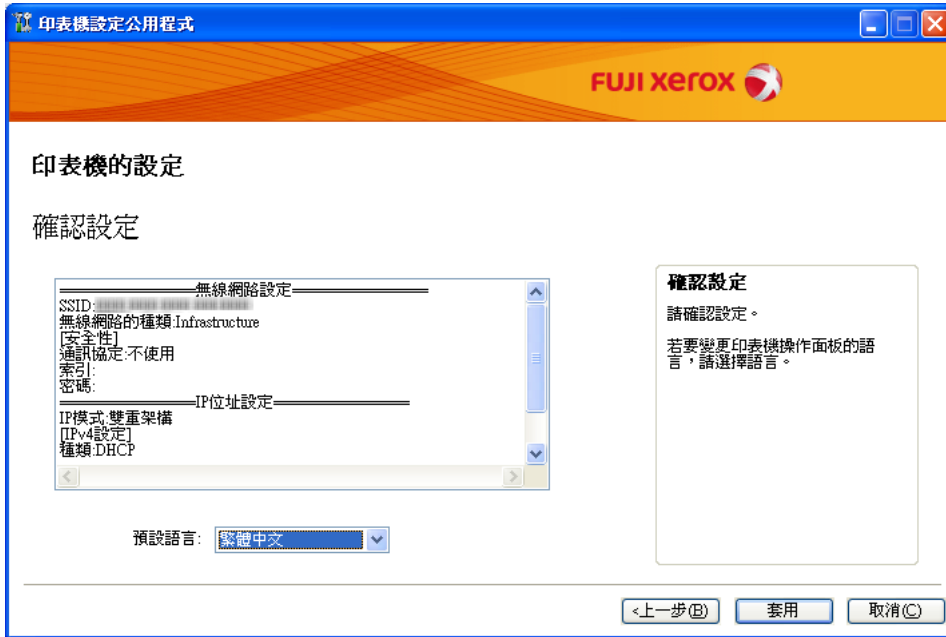 印表機設定公用程式
FUJI xerox
印表機的設定
確認設定
無線網路設定
SSID:
無線網路的種類:Infrastructure
[安全性]
通訊協定:不使用
索引:
密碼:
IP位址設定
IP模式:雙重架構
[IPv4設定]
種類:DHCP
預設語言: 繁體中文
確認設定
請確認設定。
若要變更印表機操作面板的語
言，請選擇語言。
<上一步(B)
套用
取消(C)